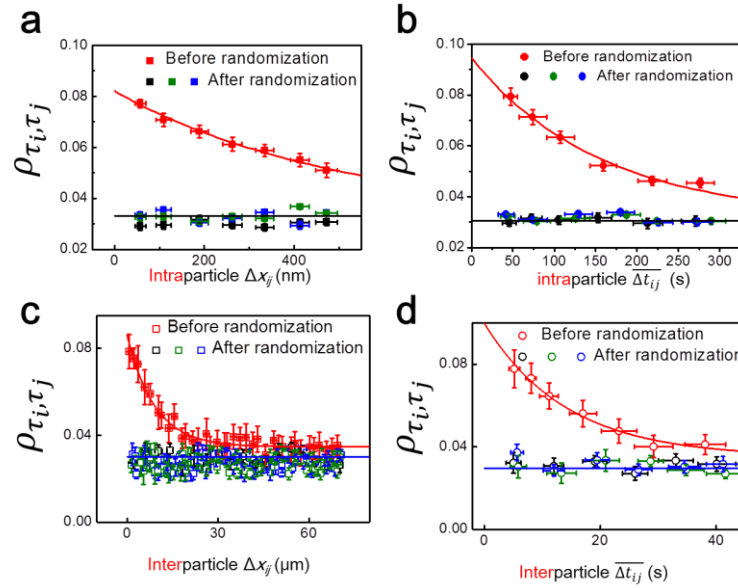 a
0.10
0.08
0.06
0.04
0.02
ρτi,τj
Before randomization
After randomization
0 200 400
Intraparticle Δxij (nm)
b
0.10
0.08
0.06
0.04
0.02
ρτi,τj
Before randomization
After randomization
0 50 100 150 200 250 300
intraparticle Δtij (s)
c
0.08
0.04
0.00
ρτi,τj
Before randomization
After randomization
0 30 60
Interparticle Δxij (μm)
d
0.08
0.04
0.00
ρτi,τj
Before randomization
After randomization
0 20 40
Interparticle Δtij (s)